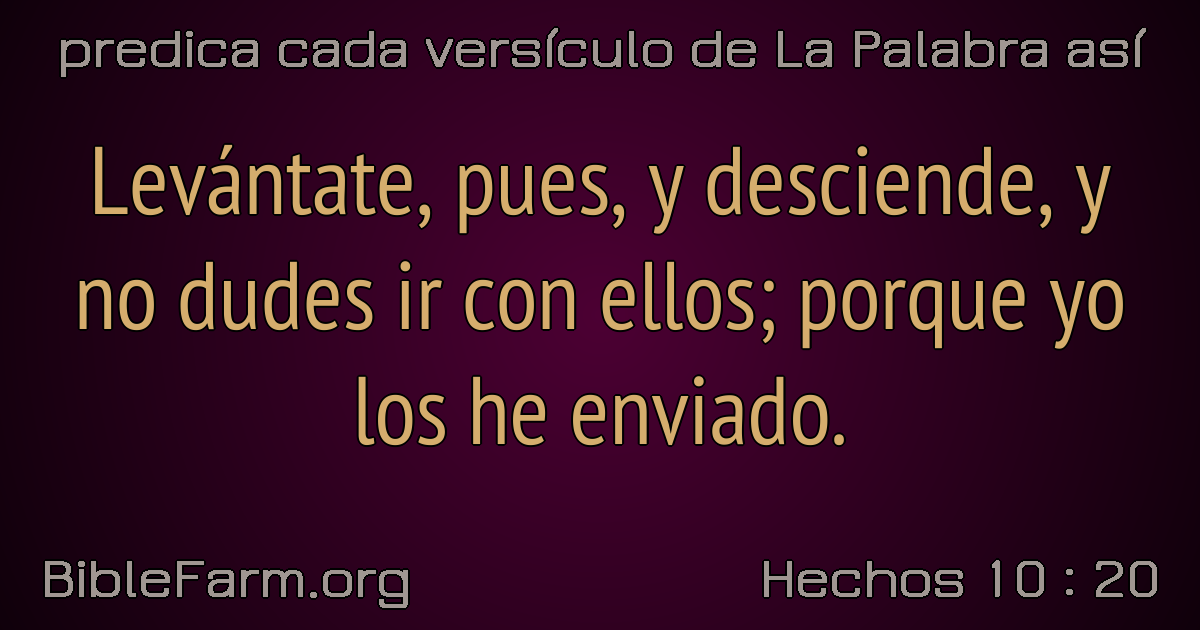 predica cada versículo de La Palabra así
Levántate, pues, y desciende, y
no dudes ir con ellos; porque yo
los he enviado.
BibleFarm.org
Hechos 10 : 20